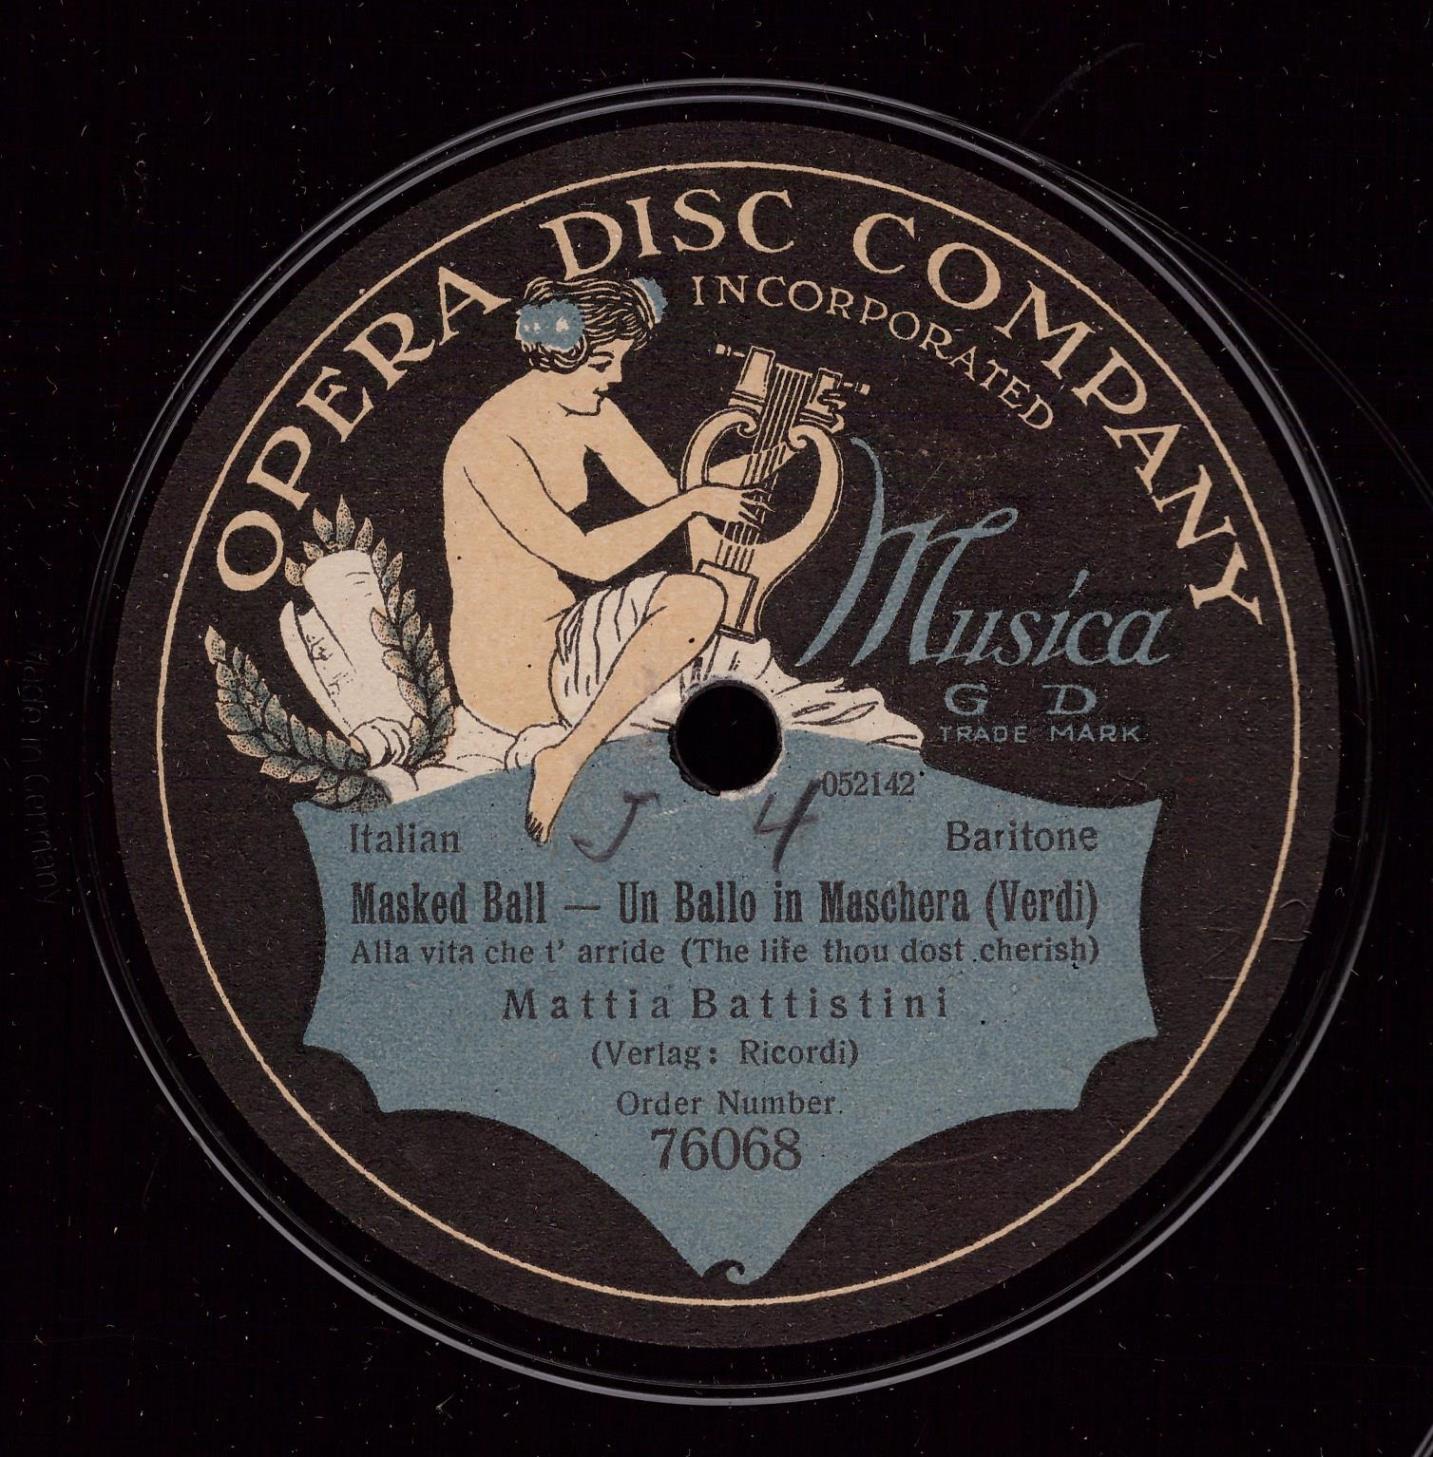 OPERA DISC COMPANY
INCORPORATED
Musica
G D
TRADE MARK
052142
J 4
Italian Baritone
Masked Ball — Un Ballo in Maschera (Verdi)
Alla vita che t' arride (The life thou dost cherish)
Mattia Battistini
(Verlag: Ricordi)
Order Number.
76068
Made in Germany